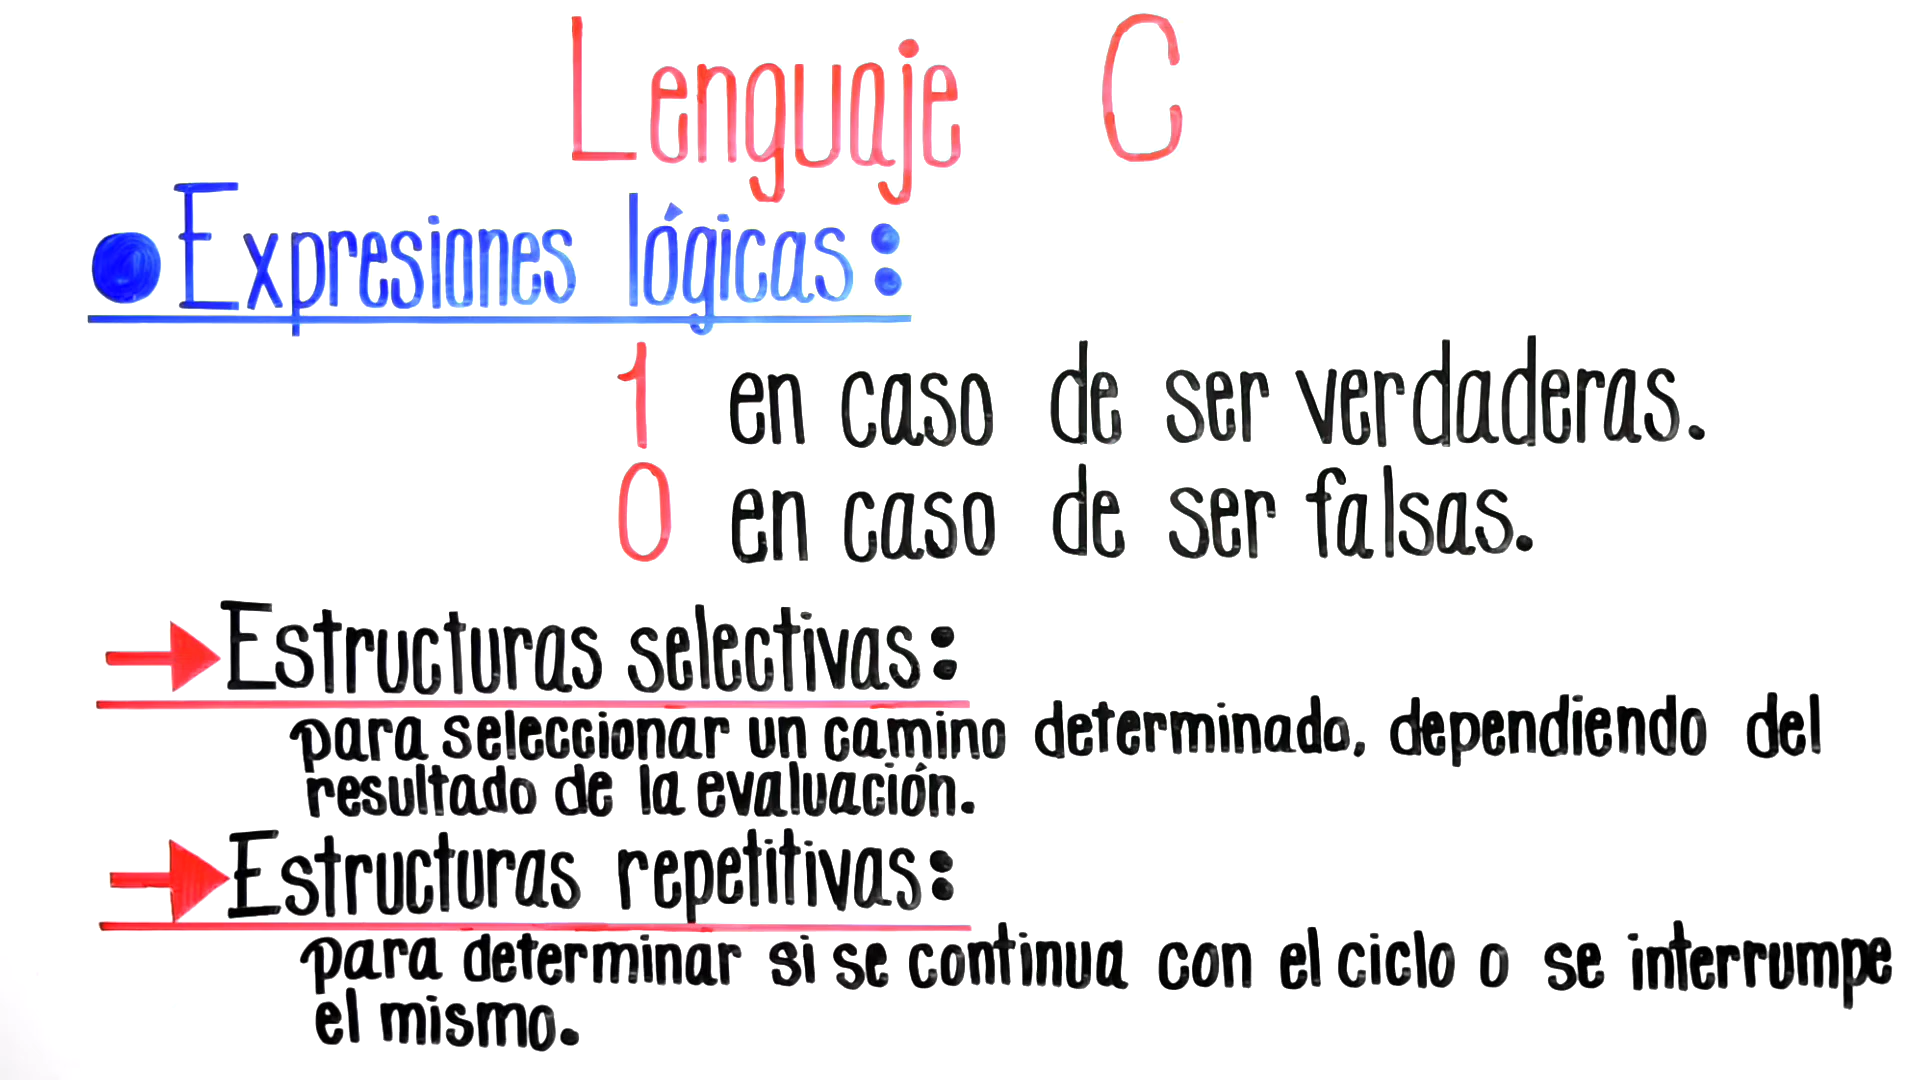 Lenguaje C
Expresiones lógicas:
1 en caso de ser verdaderas.
0 en caso de ser falsas.
Estructuras selectivas:
para seleccionar un camino determinado, dependiendo del
resultado de la evaluación.
Estructuras repetitivas:
para determinar si se continua con el ciclo o se interrumpe
el mismo.